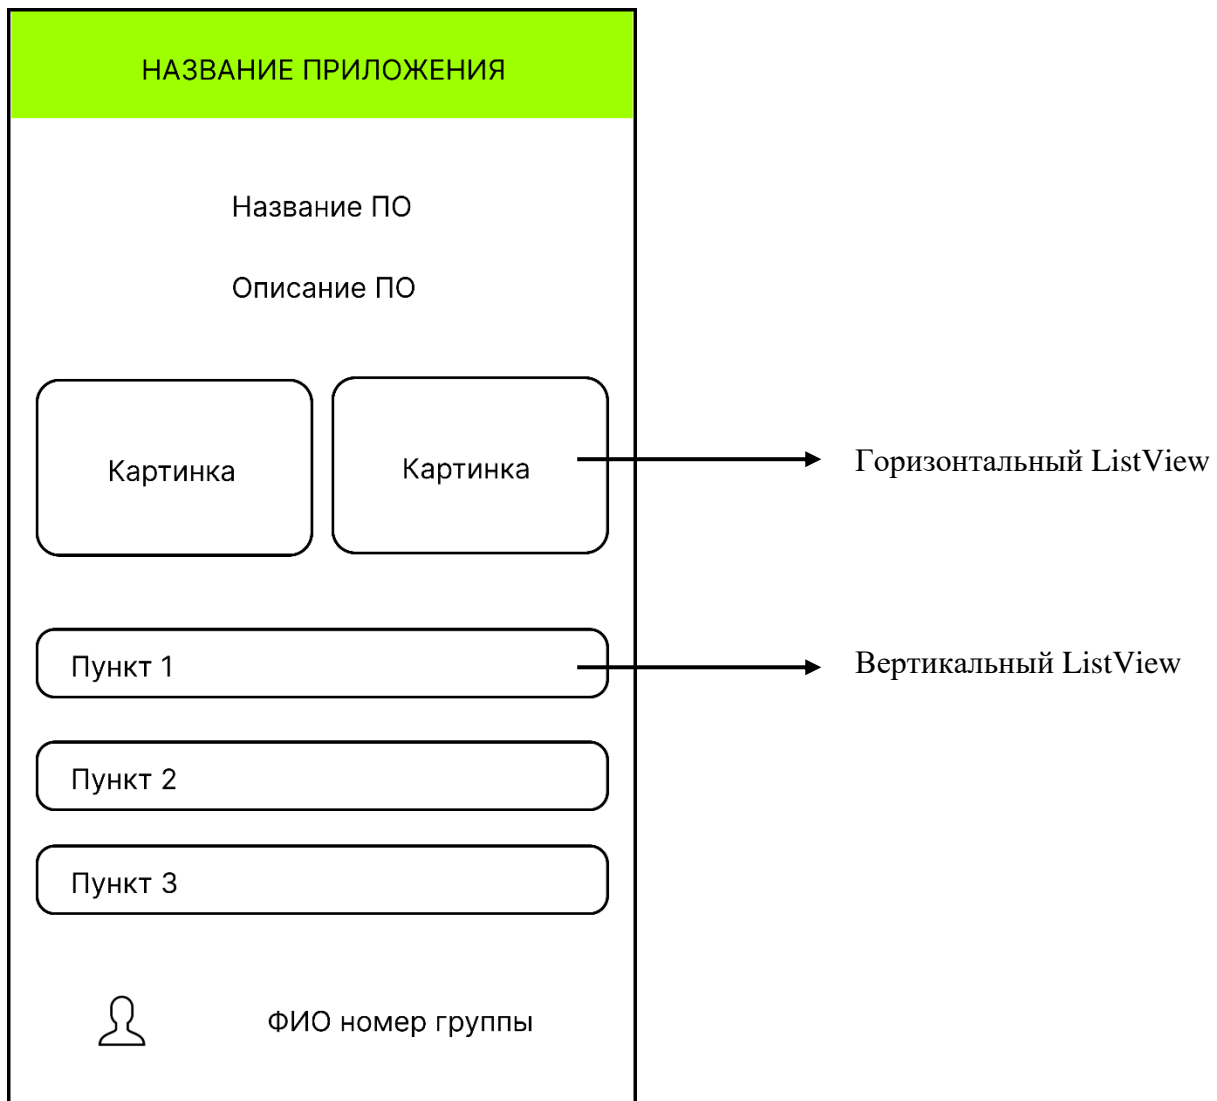 НАЗВАНИЕ ПРИЛОЖЕНИЯ
Название ПО
Описание ПО
Картинка
Картинка
Горизонтальный ListView
Пункт 1
Вертикальный ListView
Пункт 2
Пункт 3
ФИО номер группы